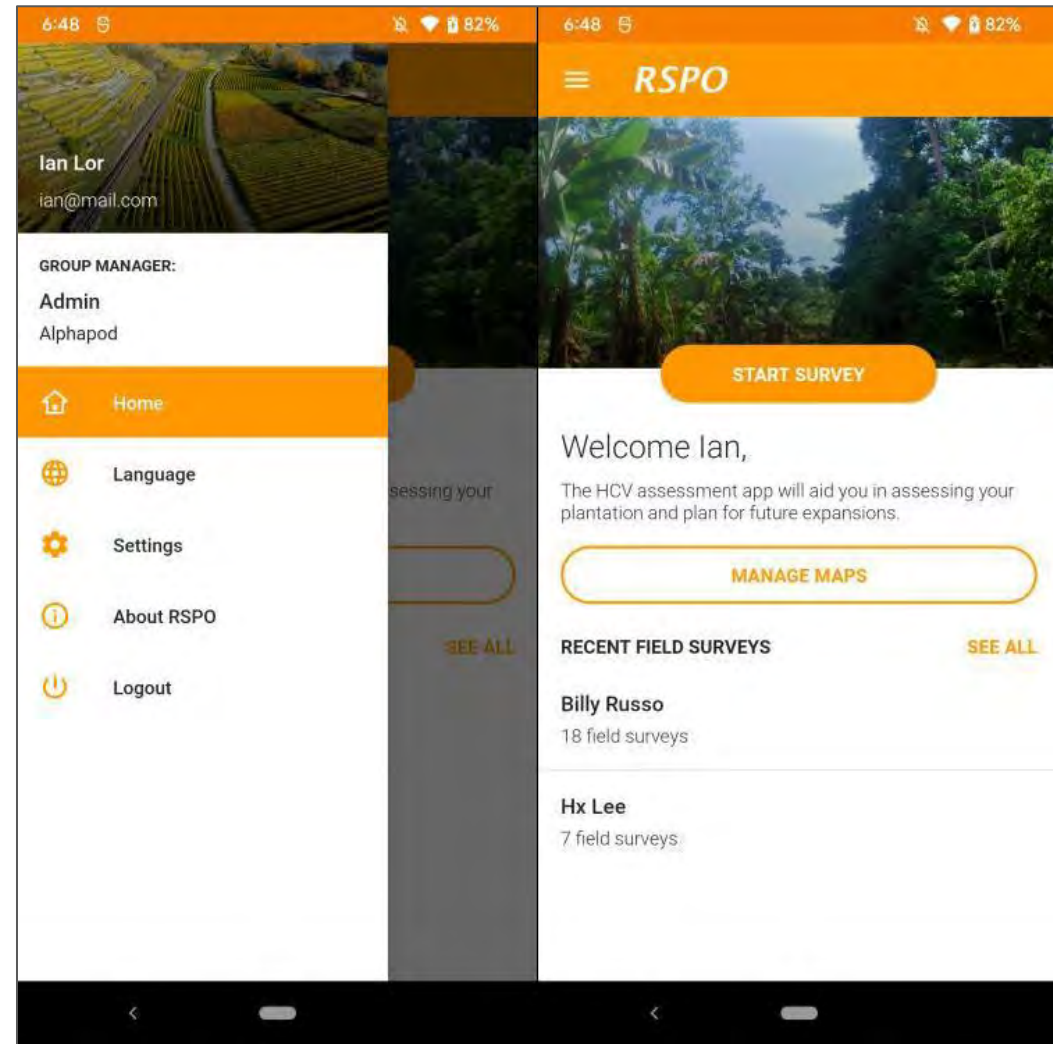 6:48
82%
Ian Lor
ian@mail.com
GROUP MANAGER:
Admin
Alphapod
Home
Language
Settings
About RSPO
Logout
sessing your
SEE ALL
6:48
82%
RSPO
START SURVEY
Welcome Ian,
The HCV assessment app will aid you in assessing your
plantation and plan for future expansions.
MANAGE MAPS
RECENT FIELD SURVEYS
SEE ALL
Billy Russo
18 field surveys
Hx Lee
7 field surveys